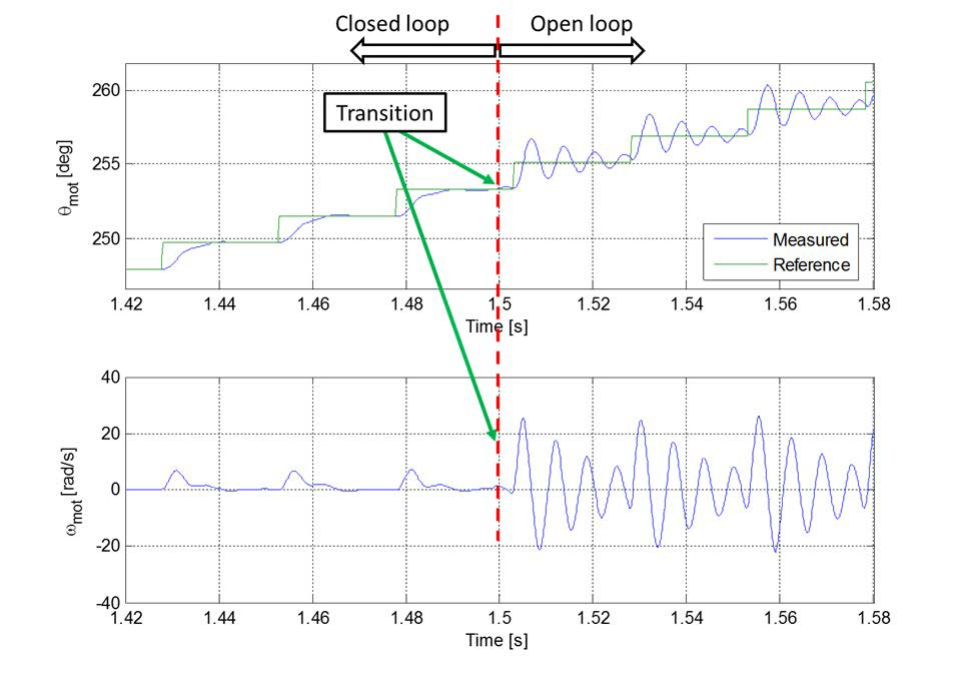 Closed loop Open loop
Transition
260
255
250
θmot [deg]
Measured
Reference
1.42 1.44 1.46 1.48 1.5 1.52 1.54 1.56 1.58
Time [s]
40
20
0
-20
-40
ωmot [rad/s]
1.42 1.44 1.46 1.48 1.5 1.52 1.54 1.56 1.58
Time [s]